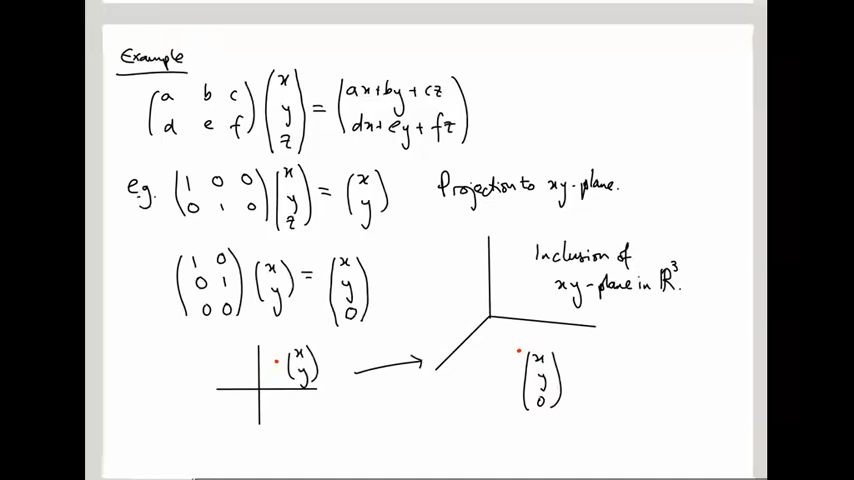 Example
(a b c / d e f) (x / y / z) = (ax+by+cz / dx+ey+fz)
e.g. (1 0 0 / 0 1 0) (x / y / z) = (x / y) Projection to xy-plane.
(1 0 / 0 1 / 0 0) (x / y) = (x / y / 0)
Inclusion of
xy-plane in ℝ³.
(x / y)
(x / y / 0)